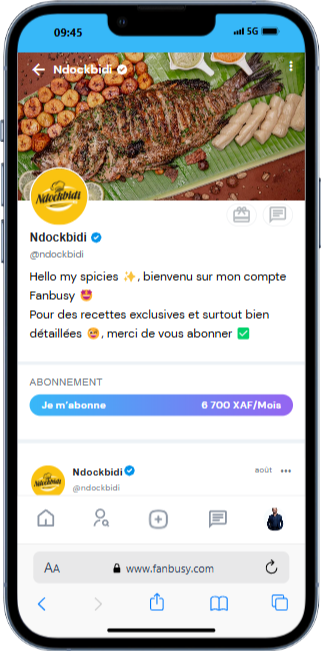 09:45 5G
Ndockbidi
Ndockbidi
Ndockbidi
@ndockbidi
Hello my spicies ✨, bienvenu sur mon compte
Fanbusy 🤩
Pour des recettes exclusives et surtout bien
détaillées 🥰, merci de vous abonner ✅
ABONNEMENT
Je m'abonne 6 700 XAF/Mois
Ndockbidi
Ndockbidi août
@ndockbidi
AA www.fanbusy.com